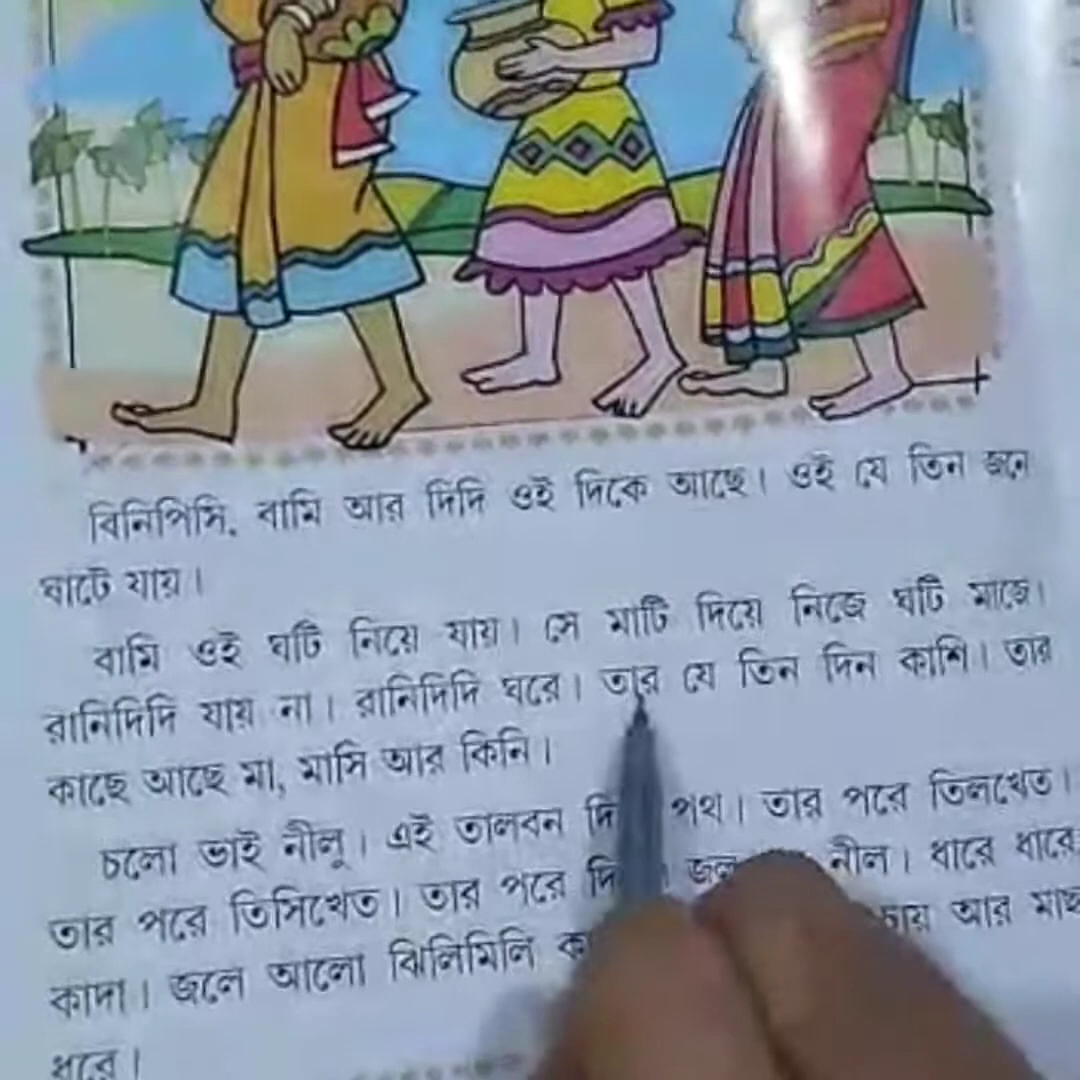 বিনিপিসি, বামি আর দিদি ওই দিকে আছে। ওই যে তিন জনে
ঘাটে যায়।
বামি ওই ঘটি নিয়ে যায়। সে মাটি দিয়ে নিজে ঘটি মাজে।
রানিদিদি যায় না। রানিদিদি ঘরে। তার যে তিন দিন কাশি। তার
কাছে আছে মা, মাসি আর কিনি।
চলো ভাই নীলু। এই তালবন পথ। তার পরে তিলখেত।
তার পরে তিসিখেত। তার পরে জল নীল। ধারে ধারে
কাদা। জলে আলো ঝিলিমিলি আর মাছ
ধরে।